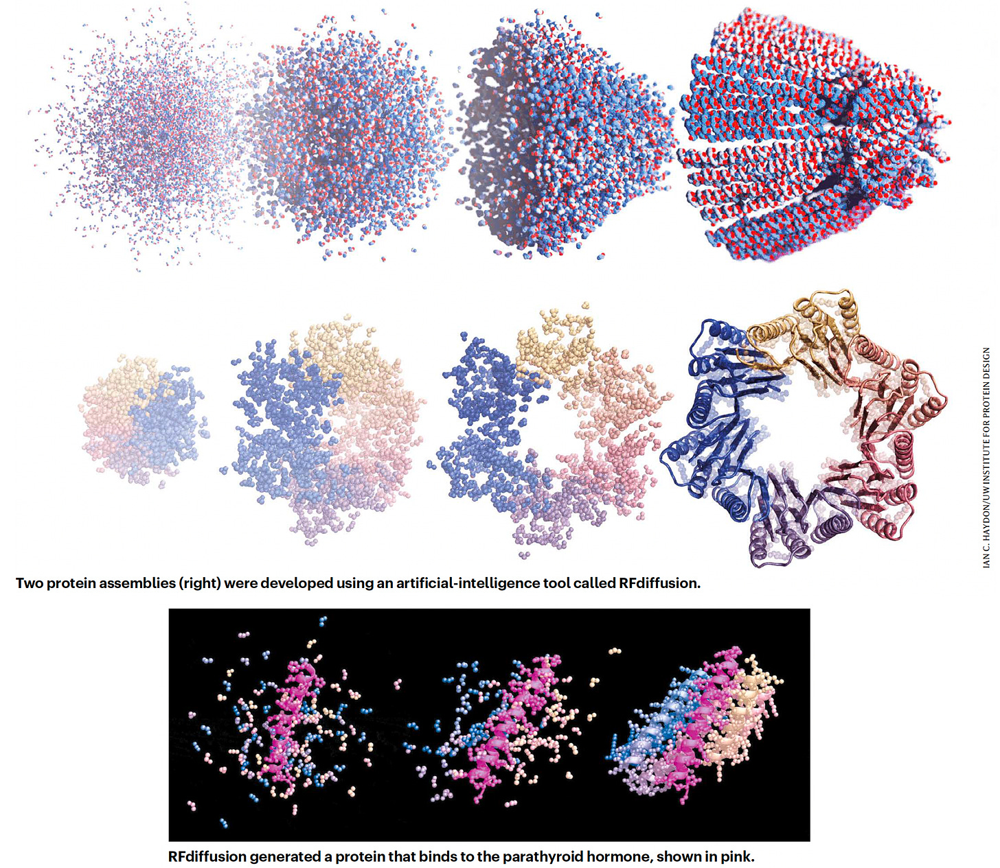 IAN C. HAYDON/UW INSTITUTE FOR PROTEIN DESIGN
Two protein assemblies (right) were developed using an artificial-intelligence tool called RFdiffusion.
RFdiffusion generated a protein that binds to the parathyroid hormone, shown in pink.